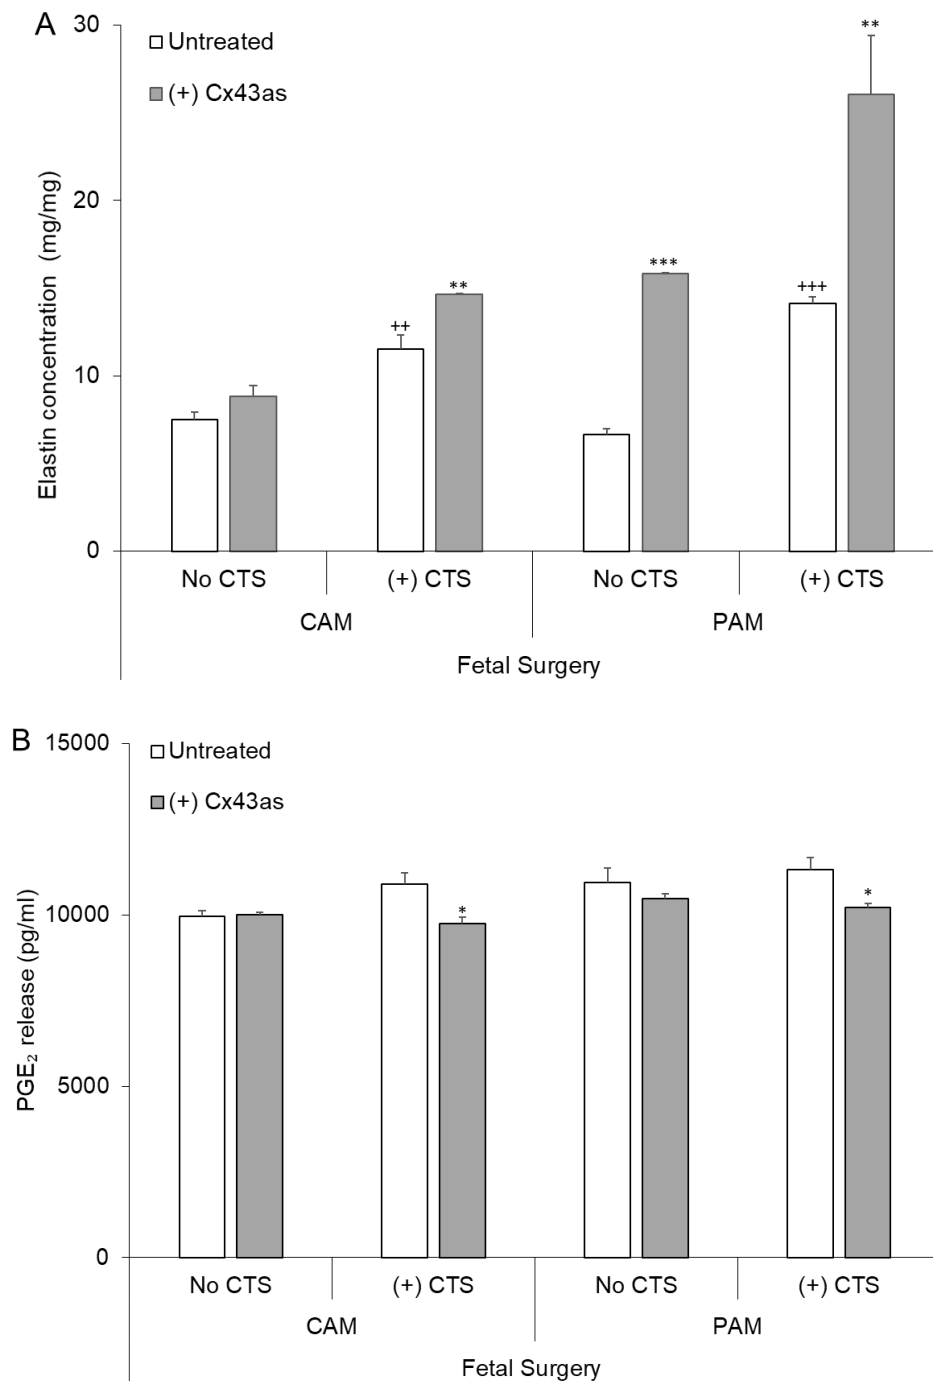 A
30
Untreated
(+) Cx43as
**
20
Elastin concentration (mg/mg)
***
+++
**
++
10
0
No CTS (+) CTS No CTS (+) CTS
CAM PAM
Fetal Surgery
B
15000
Untreated
(+) Cx43as
PGE₂ release (pg/ml)
10000
*
*
5000
0
No CTS (+) CTS No CTS (+) CTS
CAM PAM
Fetal Surgery